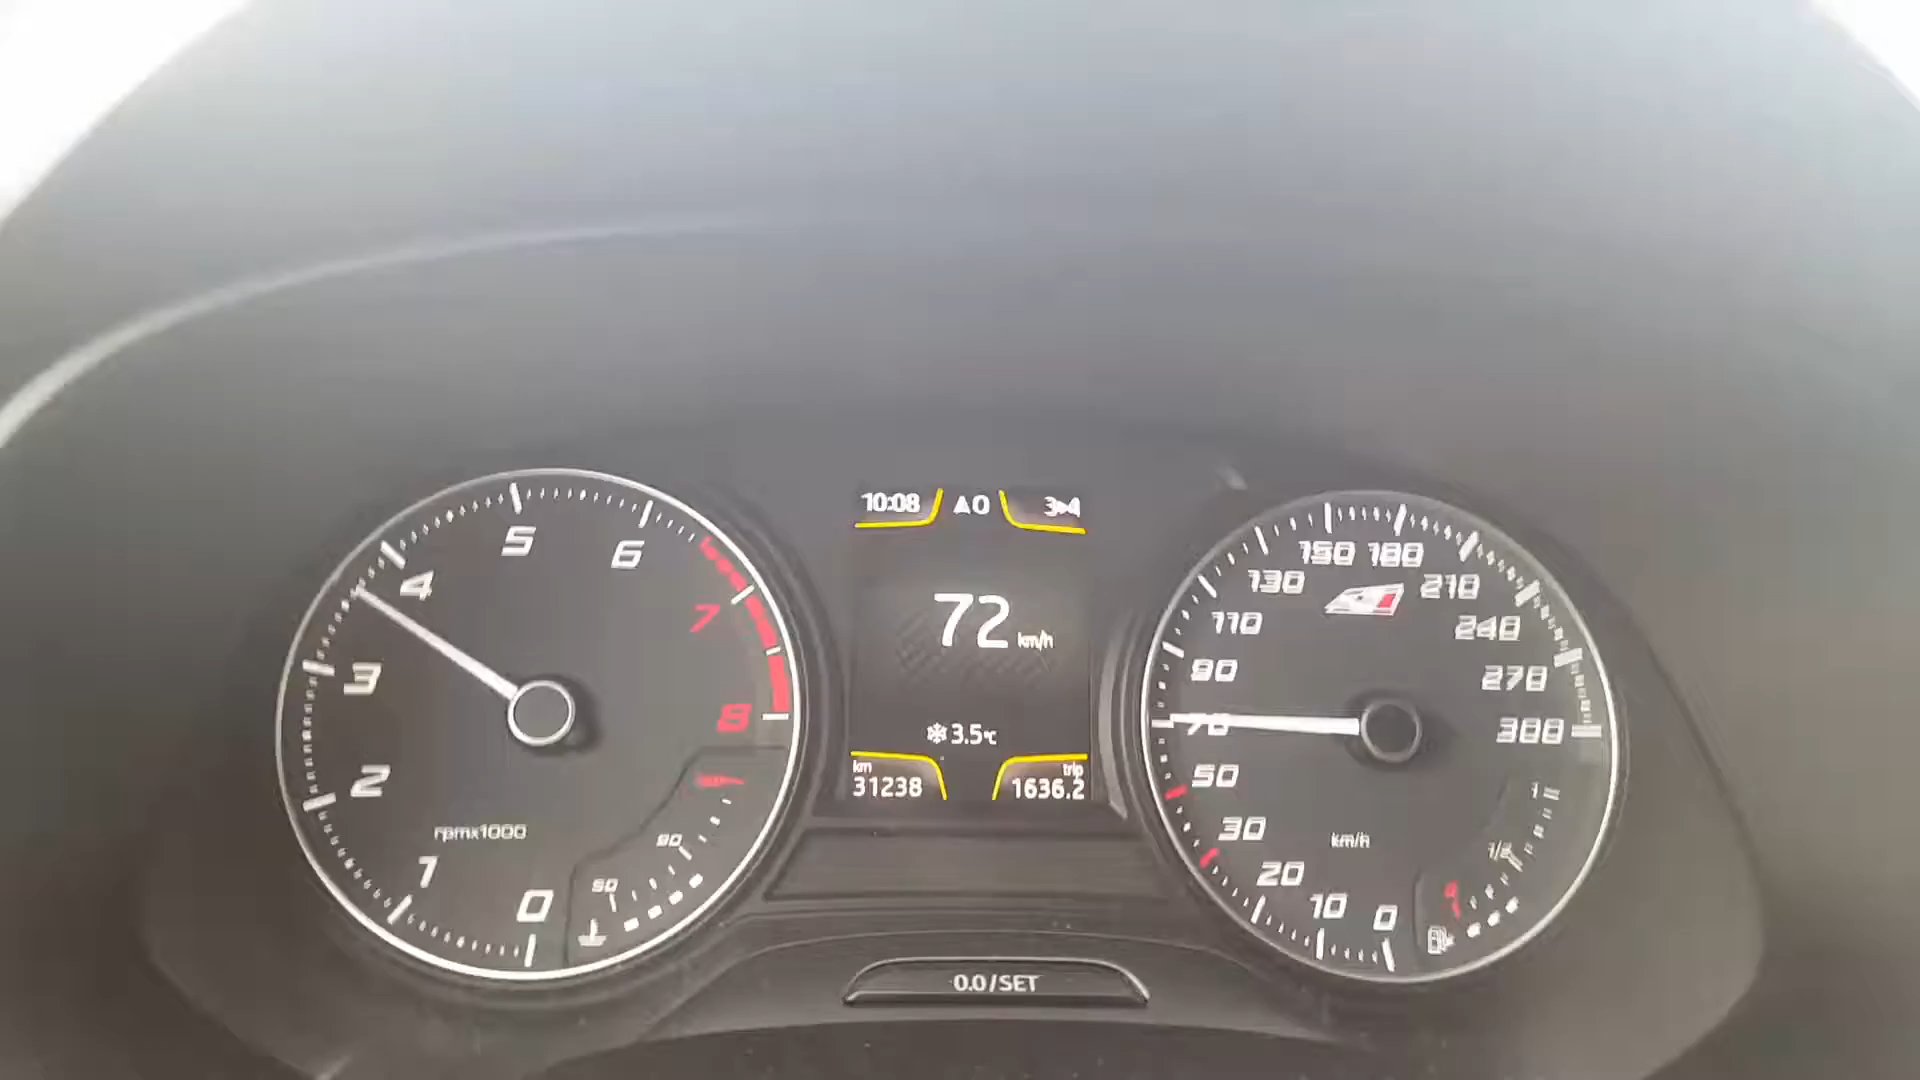 10:08 ▲0 3▸4
72 km/h
❄ 3.5°C
km
31238
trip
1636.2
0 1 2 3 4 5 6 7 8
rpmx1000
50 90
0 10 20 30 50 70 90 110 130 150 180 210 240 270 300
km/h
1/2
0.0/SET